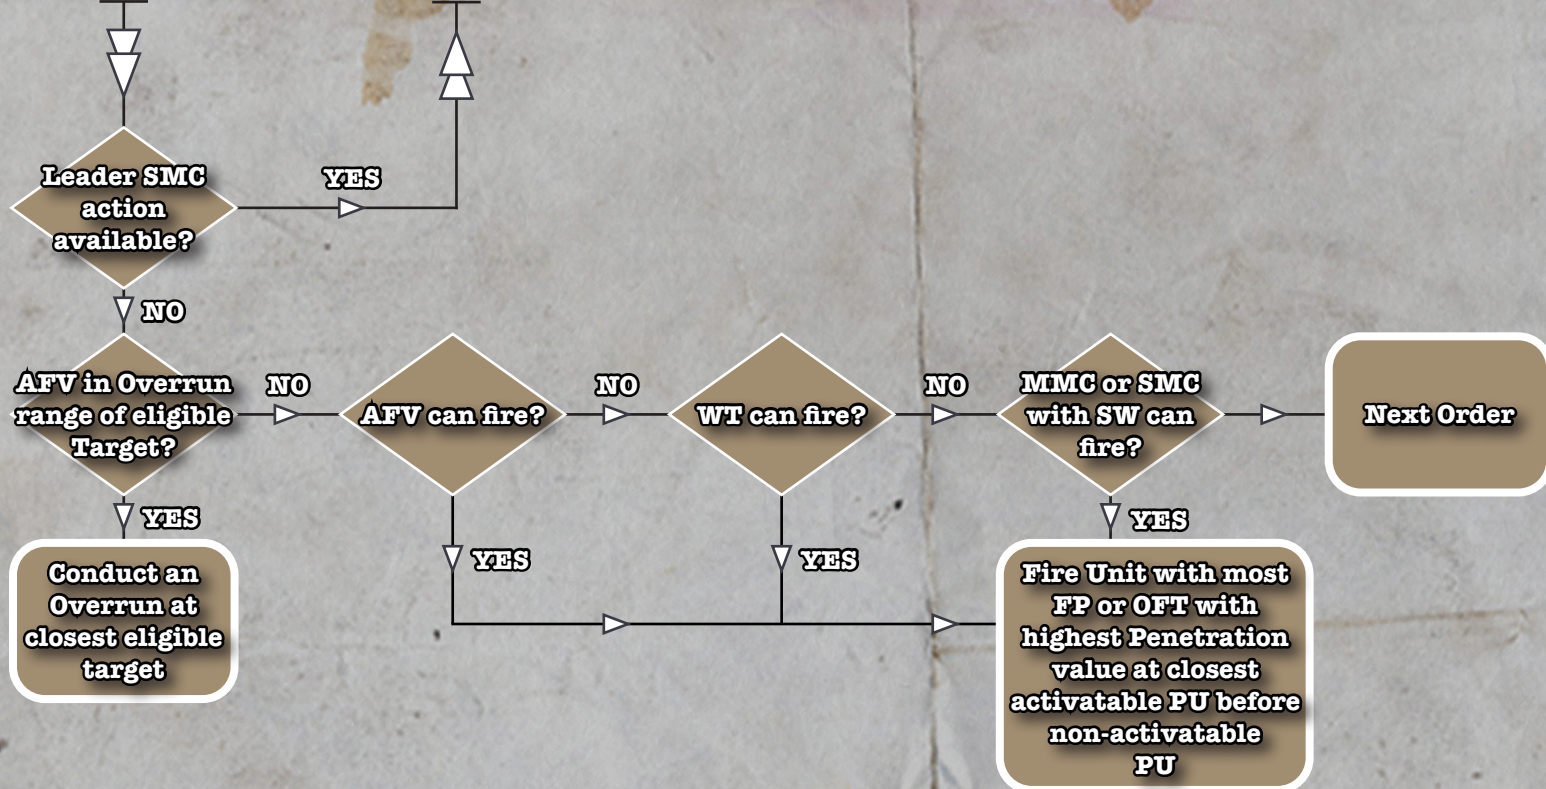 Leader SMC
action
available?
YES
NO
AFV in Overrun
range of eligible
Target?
NO
AFV can fire?
NO
WT can fire?
NO
MMC or SMC
with SW can
fire?
Next Order
YES
Conduct an
Overrun at
closest eligible
target
YES
YES
YES
Fire Unit with most
FP or OFT with
highest Penetration
value at closest
activatable PU before
non-activatable
PU